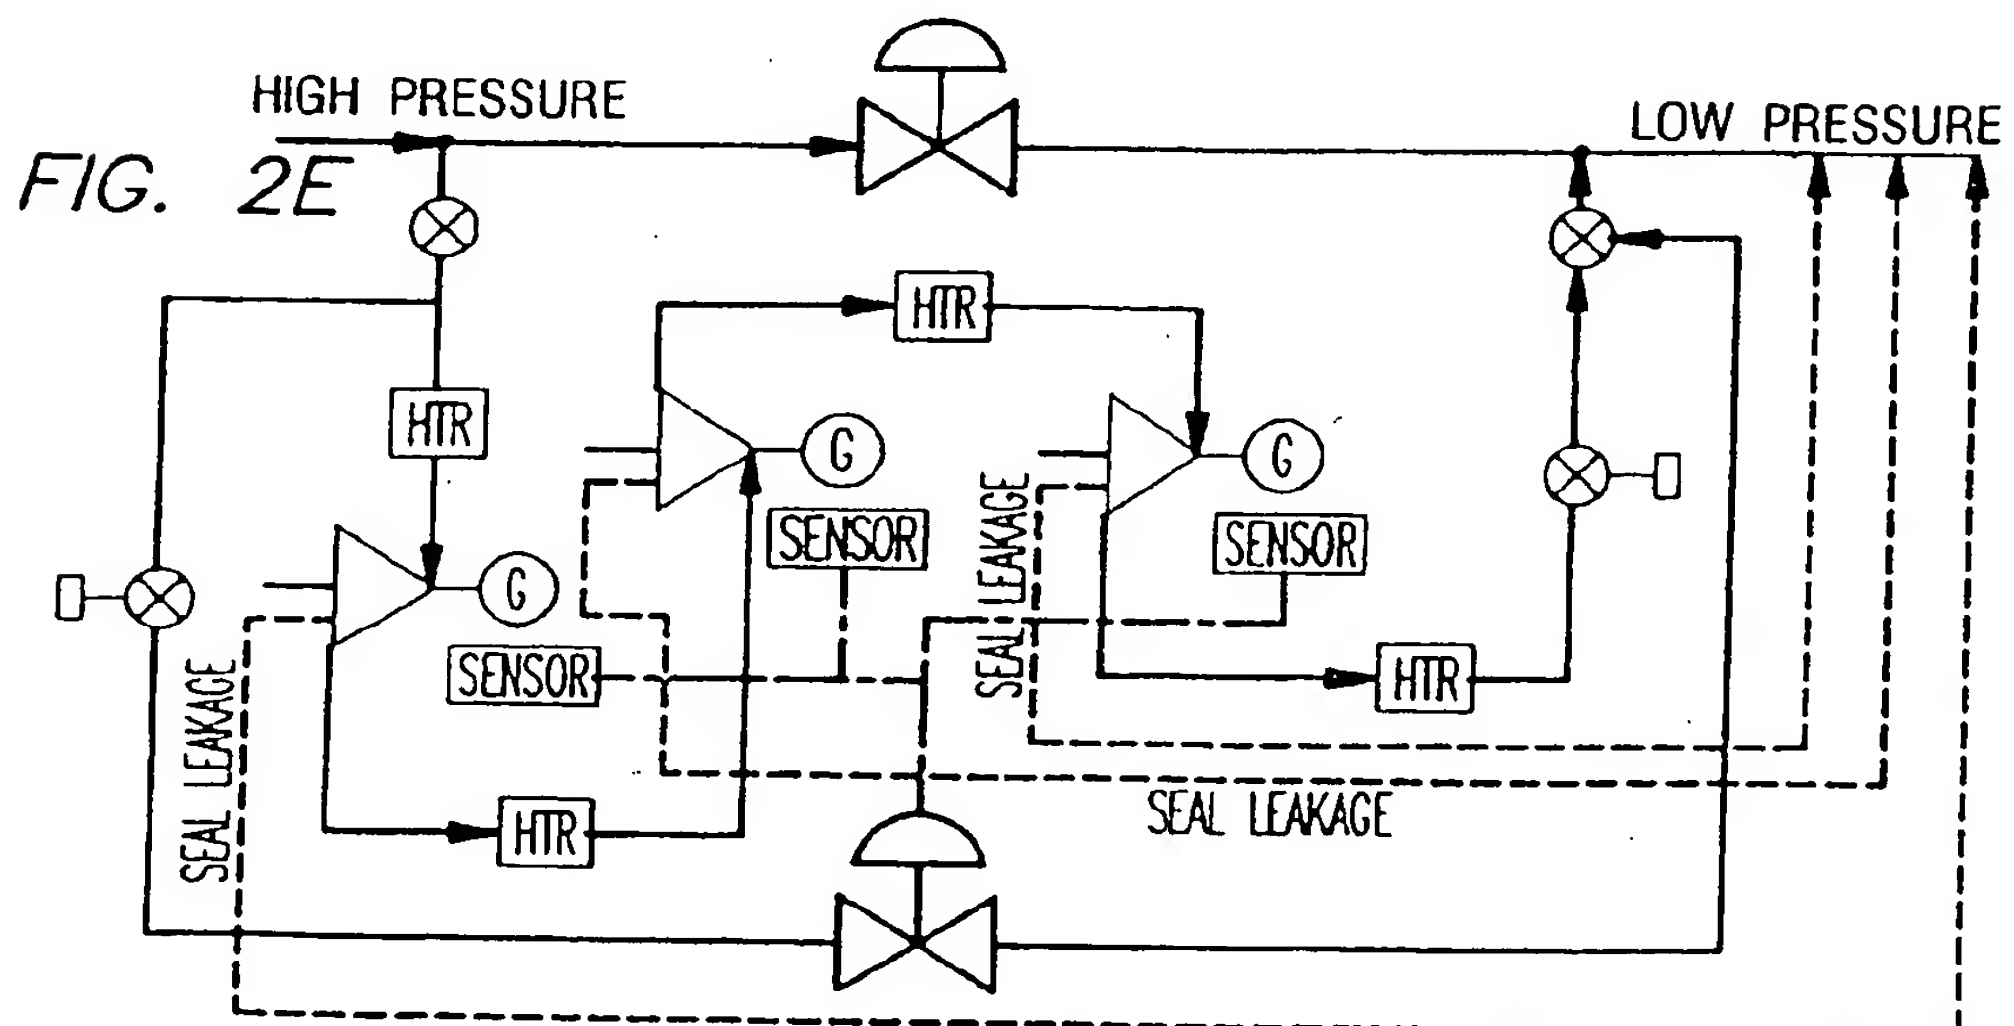 HIGH PRESSURE
LOW PRESSURE
FIG. 2E
HTR
HTR
G
G
SENSOR
SENSOR
SEAL LEAKAGE
G
SENSOR
HTR
SEAL LEAKAGE
SEAL LEAKAGE
HTR